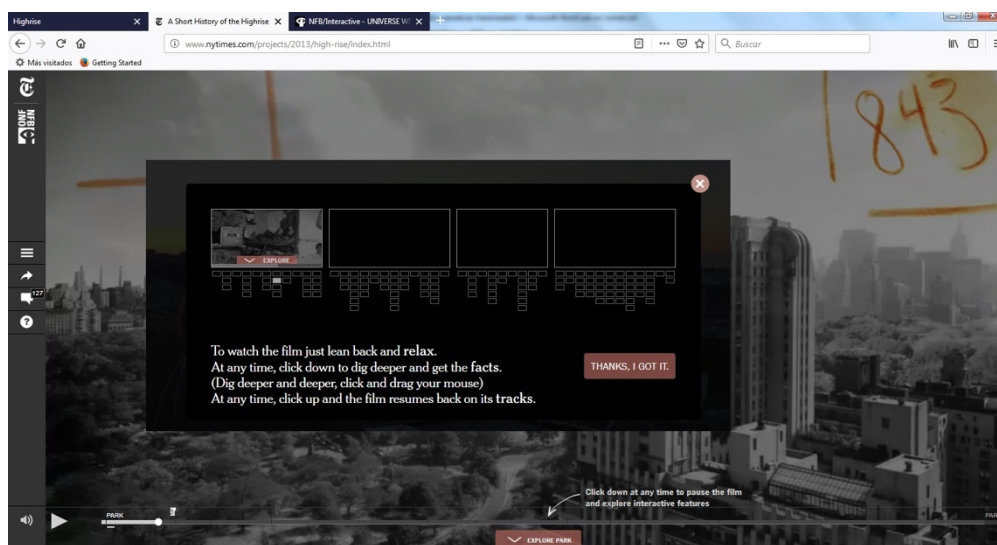 Highrise
A Short History of the Highrise
NFB/Interactive - UNIVERSE WI
www.nytimes.com/projects/2013/high-rise/index.html
Buscar
Más visitados
Getting Started
NFB
ONF
1843
EXPLORE
To watch the film just lean back and relax.
At any time, click down to dig deeper and get the facts.
(Dig deeper and deeper, click and drag your mouse)
At any time, click up and the film resumes back on its tracks.
THANKS, I GOT IT.
127
Click down at any time to pause the film
and explore interactive features
PARK
EXPLORE PARK